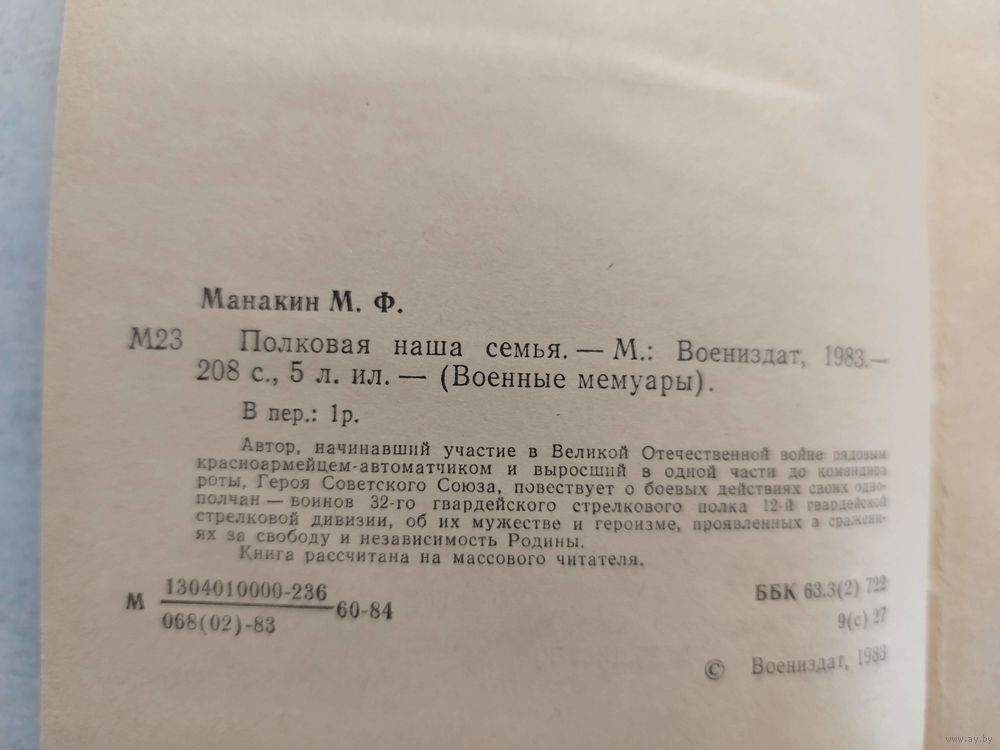 Манакин М. Ф.
М23 Полковая наша семья. — М.: Воениздат, 1983.—
208 с., 5 л. ил. — (Военные мемуары).
В пер.: 1р.
Автор, начинавший участие в Великой Отечественной войне рядовым
красноармейцем-автоматчиком и выросший в одной части до командира
роты, Героя Советского Союза, повествует о боевых действиях своих одно-
полчан — воинов 32-го гвардейского стрелкового полка 12-й гвардейской
стрелковой дивизии, об их мужестве и героизме, проявленных в сражени-
ях за свободу и независимость Родины.
Книга рассчитана на массового читателя.
М 1304010000-236
068(02)-83 60-84
ББК 63.3(2) 722
9(с) 27
© Воениздат, 1983
www.ay.by